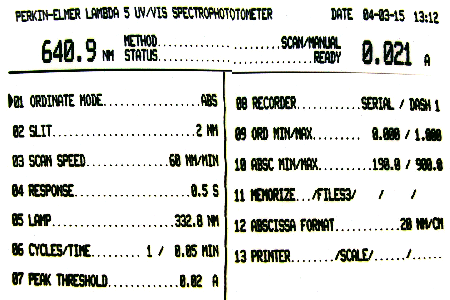 PERKIN-ELMER LAMBDA 5 UV/VIS SPECTROPHOTOTOMETER DATE 04-03-15 13:12
640.9 NM METHOD................SCAN/MANUAL 0.021 A
STATUS......................READY
01 ORDINATE MODE..............ABS
02 SLIT.....................2 NM
03 SCAN SPEED............60 NM/MIN
04 RESPONSE.................0.5 S
05 LAMP..................332.8 NM
06 CYCLES/TIME........ 1 / 0.05 MIN
07 PEAK THRESHOLD.........0.02 A
08 RECORDER..........SERIAL / DASH 1
09 ORD MIN/MAX......... 0.000 / 1.000
10 ABSC MIN/MAX........190.0 / 900.0
11 MEMORIZE.../FILES3/ / /
12 ABSCISSA FORMAT..........20 NM/CM
13 PRINTER......../SCALE/....../......